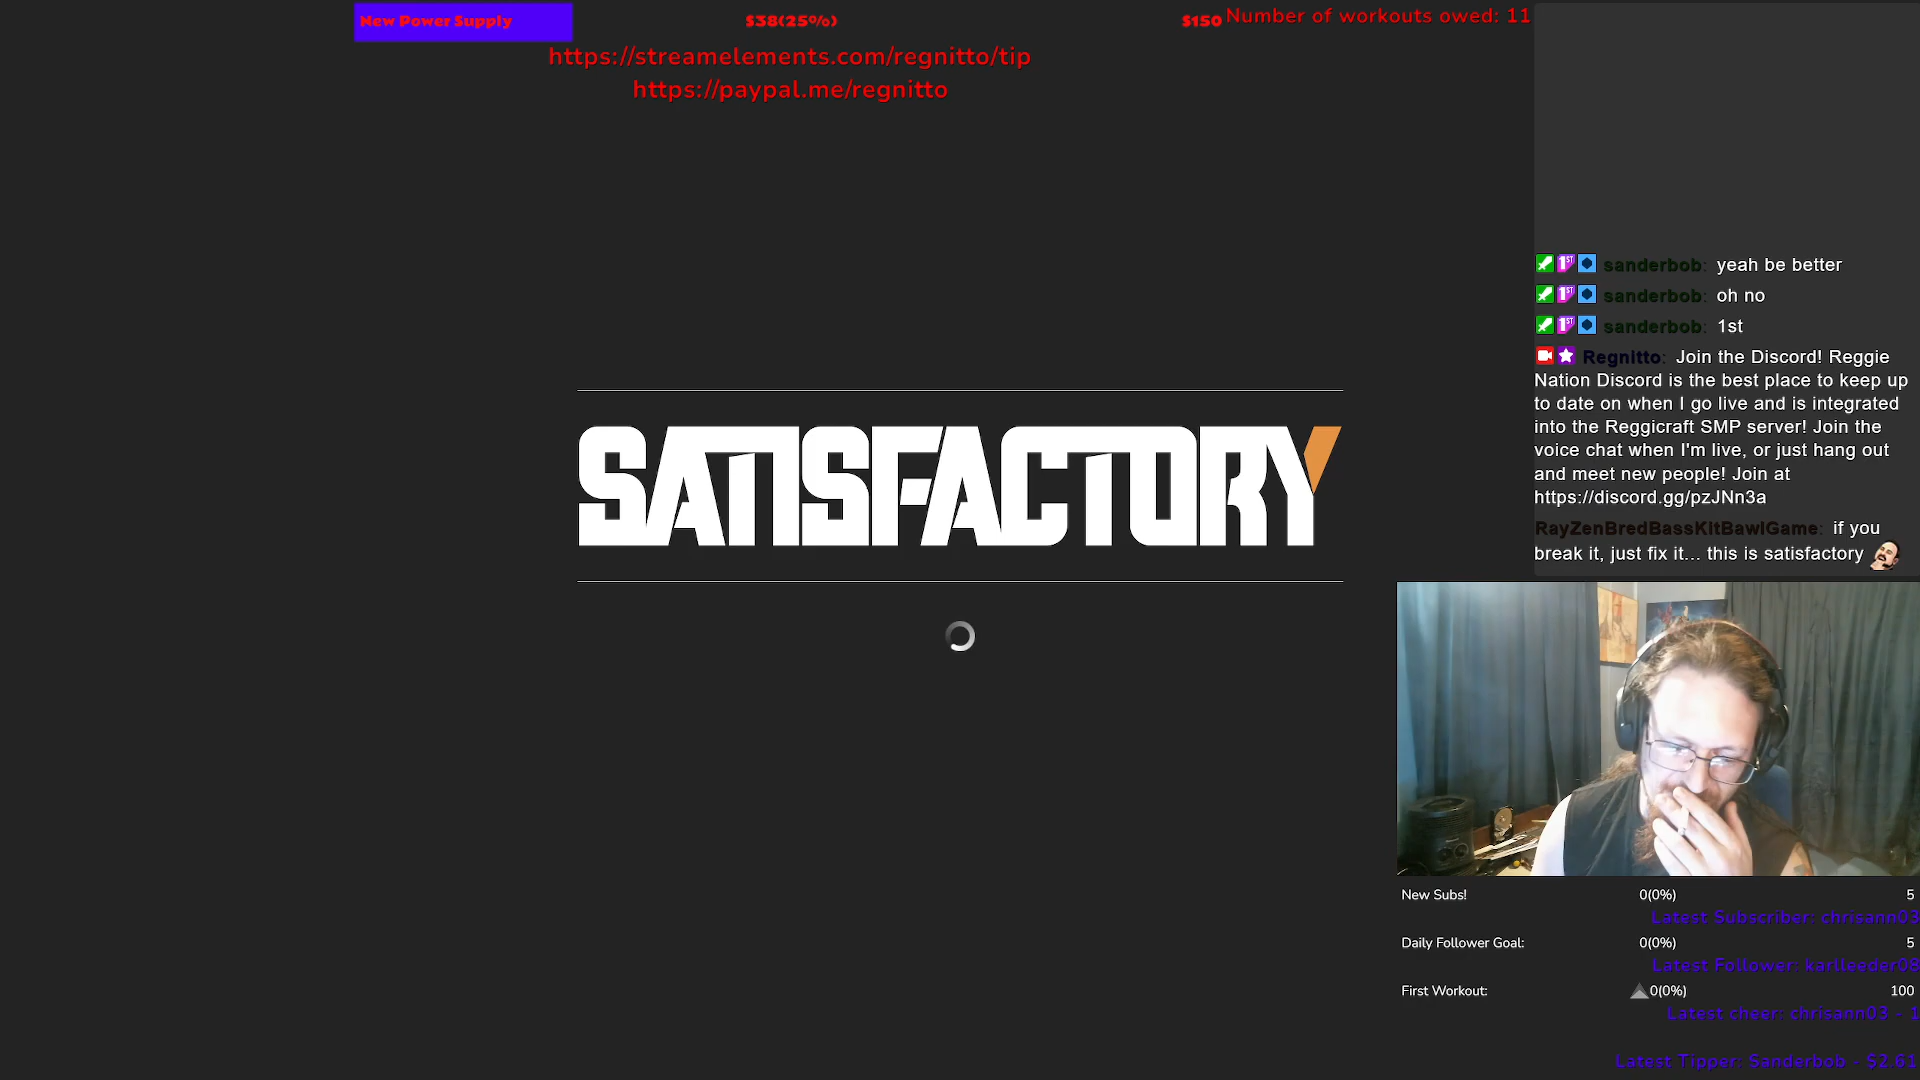 New Power Supply $38(25%) $150 Number of workouts owed: 11
https://streamelements.com/regnitto/tip
https://paypal.me/regnitto
sanderbob: yeah be better
sanderbob: oh no
sanderbob: 1st
Regnitto: Join the Discord! Reggie
Nation Discord is the best place to keep up
to date on when I go live and is integrated
into the Reggicraft SMP server! Join the
voice chat when I'm live, or just hang out
and meet new people! Join at
https://discord.gg/pzJNn3a
RayZenBredBassKitBawlGame: if you
break it, just fix it... this is satisfactory
SATISFACTORY
New Subs! 0(0%) 5
Latest Subscriber: chrisann03
Daily Follower Goal: 0(0%) 5
Latest Follower: karlleeder08
First Workout: 0(0%) 100
Latest cheer: chrisann03 - 1
Latest Tipper: Sanderbob - $2.61